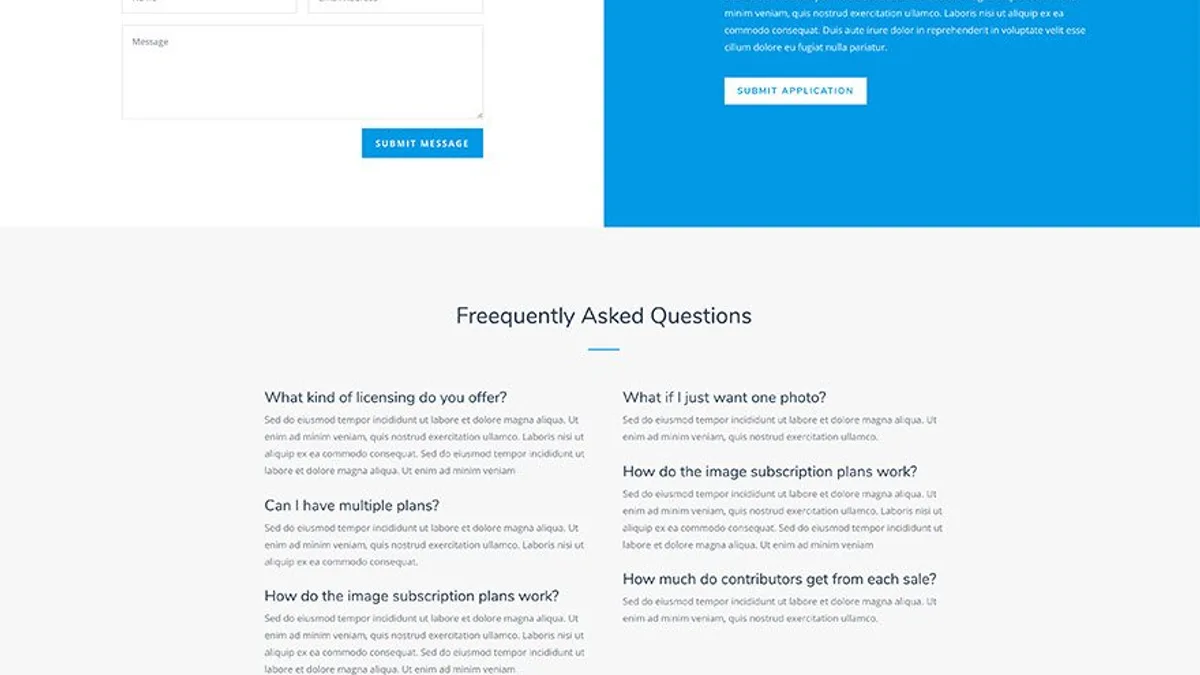 Message
SUBMIT MESSAGE
minim veniam, quis nostrud exercitation ullamco. Laboris nisi ut aliquip ex ea
commodo consequat. Duis aute irure dolor in reprehenderit in voluptate velit esse
cillum dolore eu fugiat nulla pariatur.
SUBMIT APPLICATION
Freequently Asked Questions
What kind of licensing do you offer?
Sed do eiusmod tempor incididunt ut labore et dolore magna aliqua. Ut
enim ad minim veniam, quis nostrud exercitation ullamco. Laboris nisi ut
aliquip ex ea commodo consequat. Sed do eiusmod tempor incididunt ut
labore et dolore magna aliqua. Ut enim ad minim veniam
Can I have multiple plans?
Sed do eiusmod tempor incididunt ut labore et dolore magna aliqua. Ut
enim ad minim veniam, quis nostrud exercitation ullamco. Laboris nisi ut
aliquip ex ea commodo consequat.
How do the image subscription plans work?
Sed do eiusmod tempor incididunt ut labore et dolore magna aliqua. Ut
enim ad minim veniam, quis nostrud exercitation ullamco. Laboris nisi ut
aliquip ex ea commodo consequat. Sed do eiusmod tempor incididunt ut
labore et dolore magna aliqua. Ut enim ad minim veniam
What if I just want one photo?
Sed do eiusmod tempor incididunt ut labore et dolore magna aliqua. Ut
enim ad minim veniam, quis nostrud exercitation ullamco.
How do the image subscription plans work?
Sed do eiusmod tempor incididunt ut labore et dolore magna aliqua. Ut
enim ad minim veniam, quis nostrud exercitation ullamco. Laboris nisi ut
aliquip ex ea commodo consequat. Sed do eiusmod tempor incididunt ut
labore et dolore magna aliqua. Ut enim ad minim veniam
How much do contributors get from each sale?
Sed do eiusmod tempor incididunt ut labore et dolore magna aliqua. Ut
enim ad minim veniam, quis nostrud exercitation ullamco.